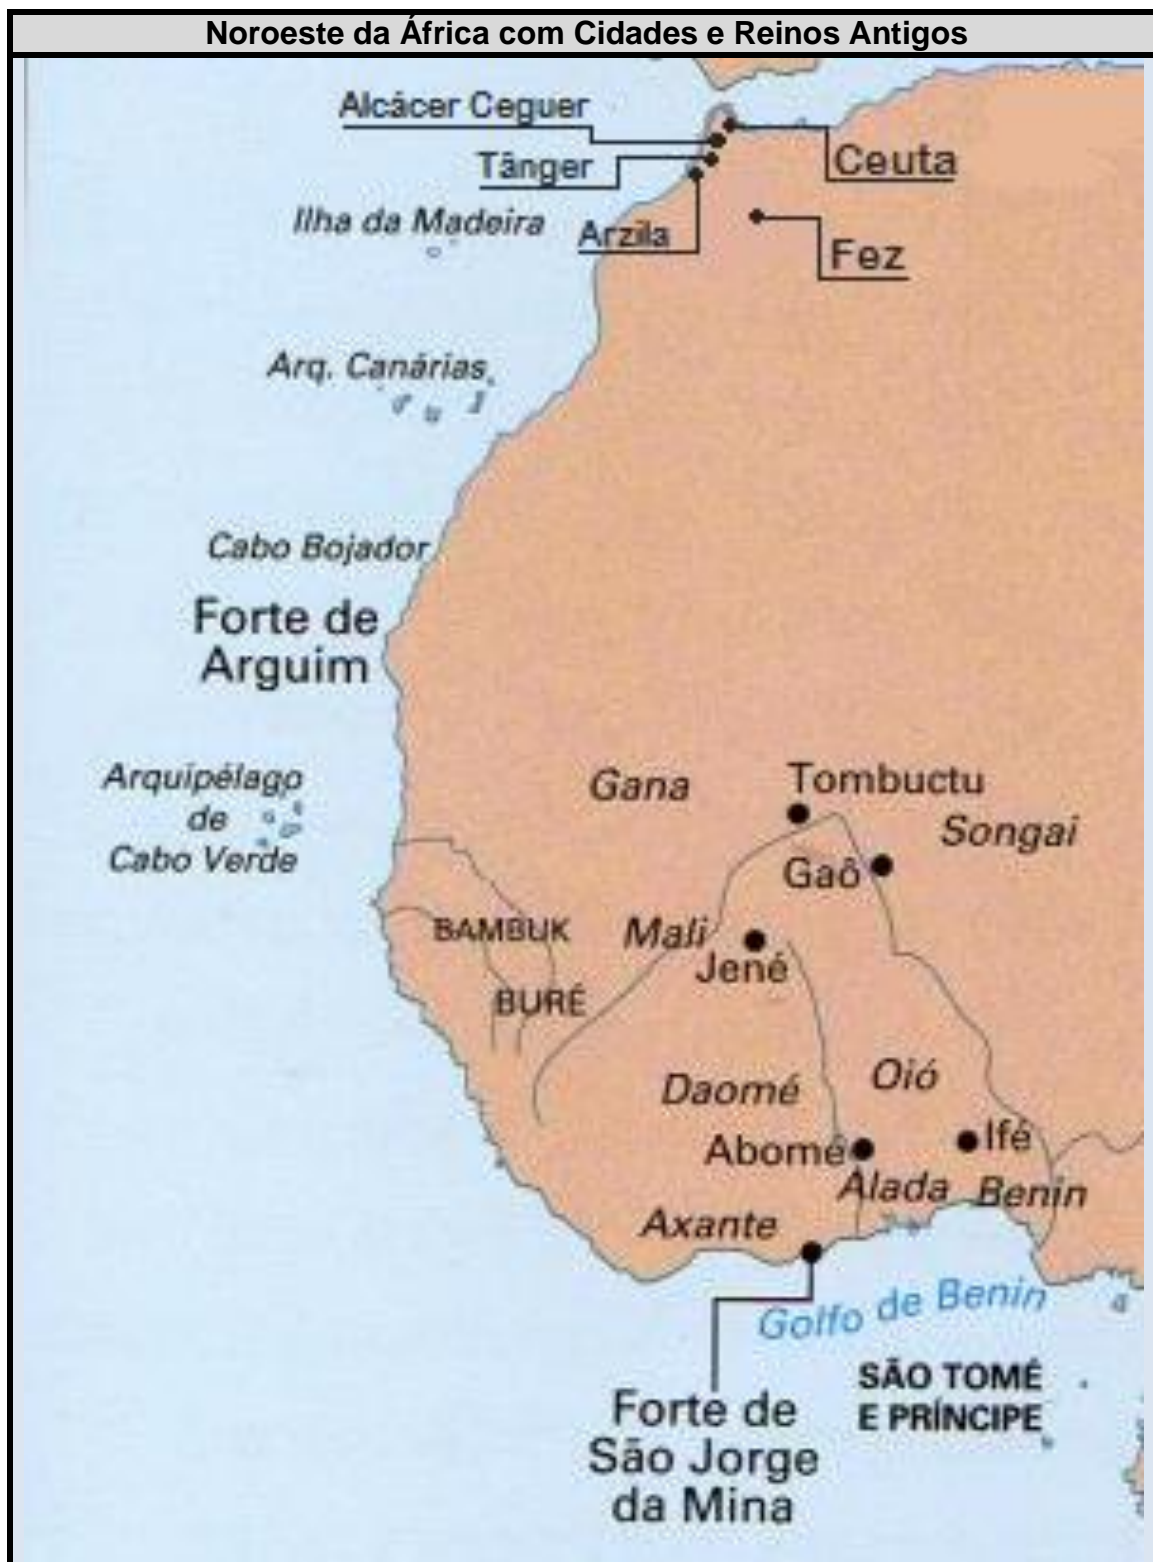 Noroeste da África com Cidades e Reinos Antigos
Alcácer Ceguer
Tânger
Ceuta
Ilha da Madeira
Arzila
Fez
Arq. Canárias
Cabo Bojador
Forte de
Arguim
Arquipélago
de
Cabo Verde
Gana
Tombuctu
Songai
Gaô
BAMBUK
Mali
Jené
BURÉ
Daomé
Oió
Abomé
Ifé
Alada
Benin
Axante
Golfo de Benin
SÃO TOMÉ
E PRÍNCIPE
Forte de
São Jorge
da Mina